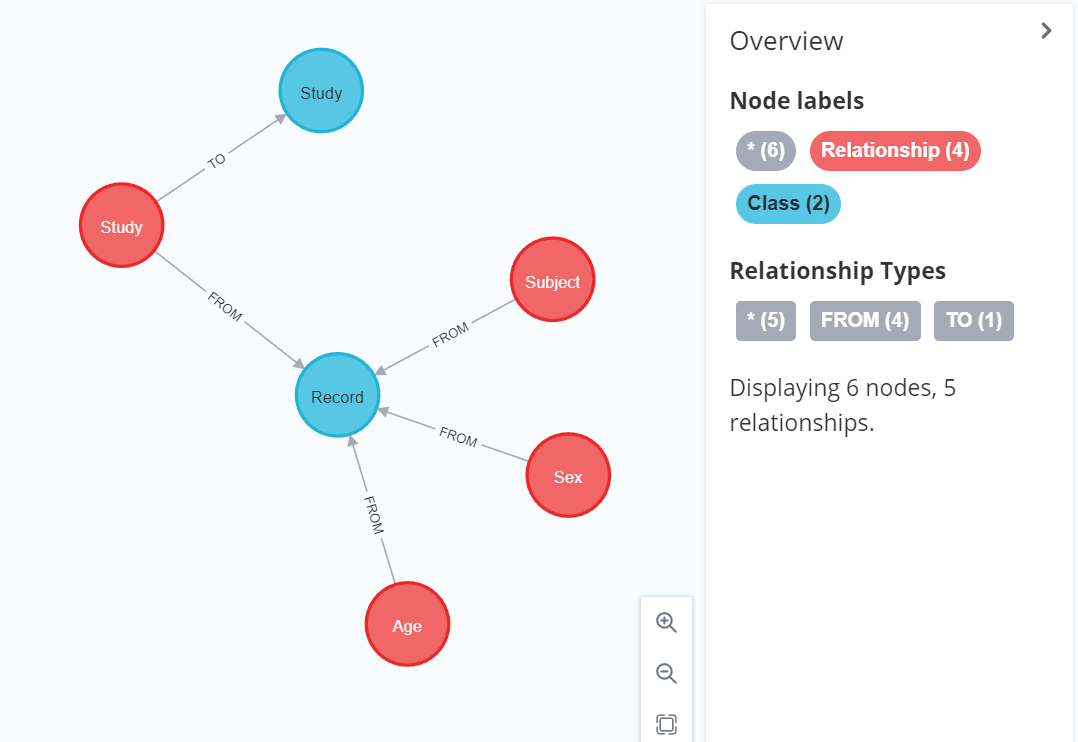 Study
TO
Study
FROM
Subject
FROM
Record
FROM
Sex
FROM
Age
Overview
Node labels
* (6) Relationship (4)
Class (2)
Relationship Types
* (5) FROM (4) TO (1)
Displaying 6 nodes, 5
relationships.